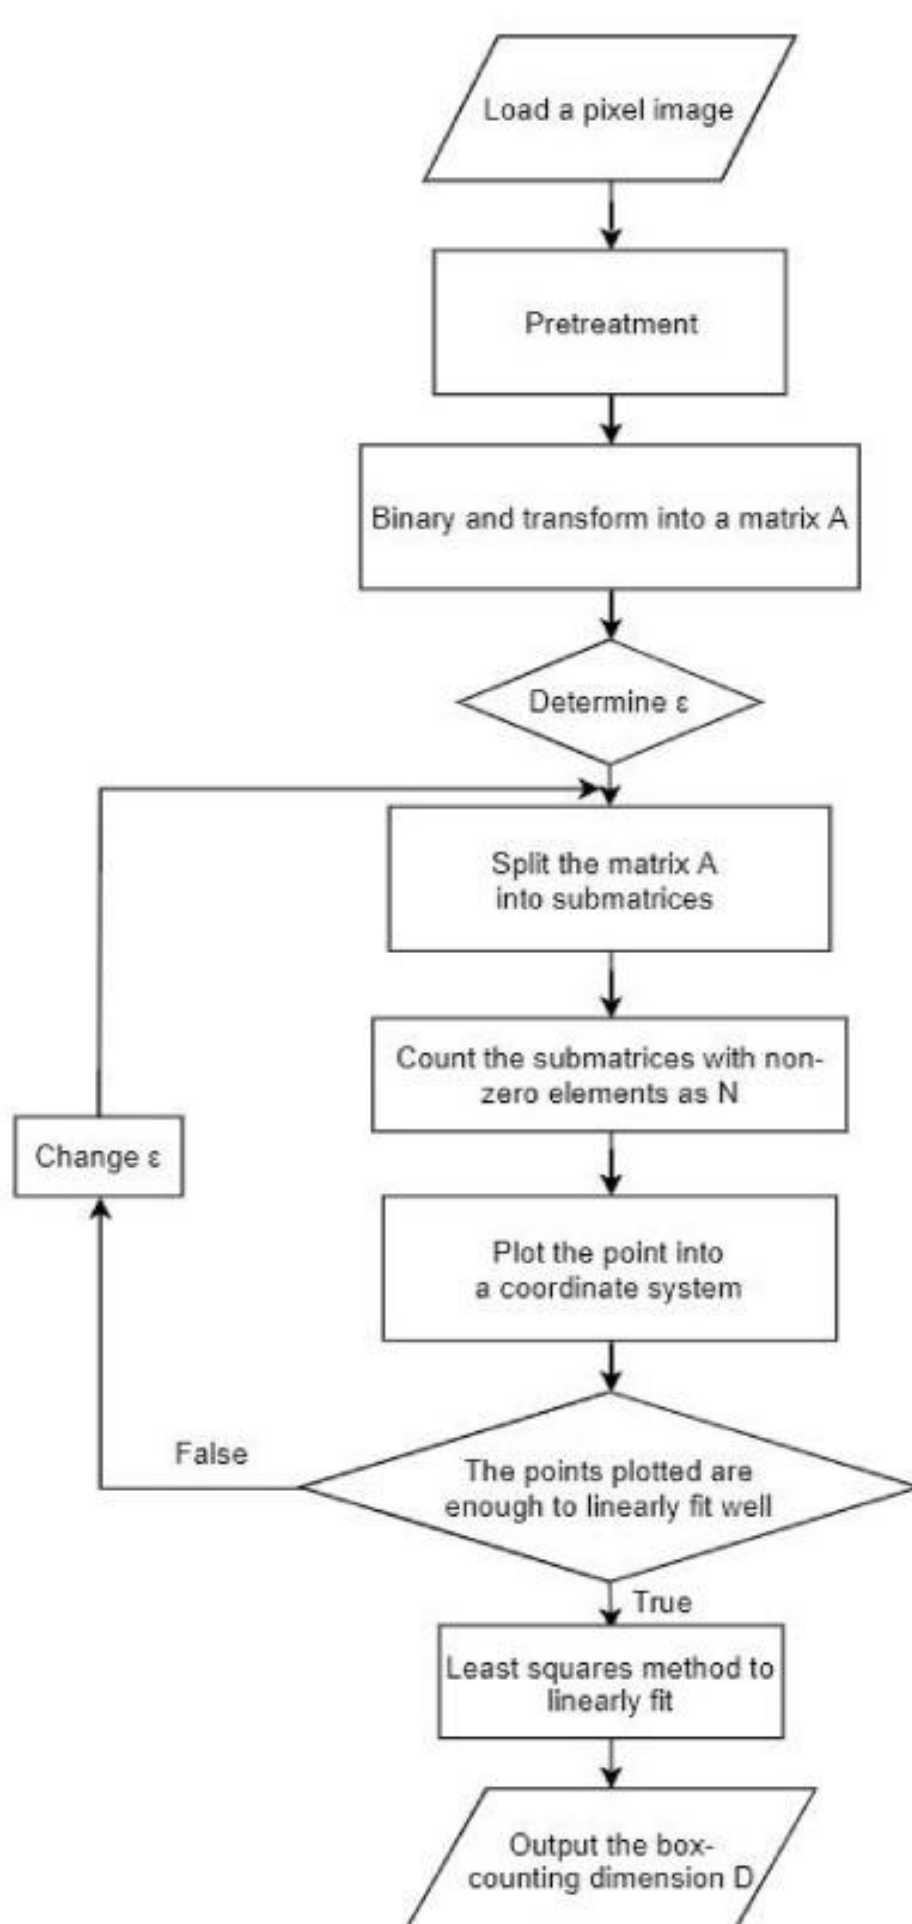 Load a pixel image
Pretreatment
Binary and transform into a matrix A
Determine ε
Split the matrix A
into submatrices
Count the submatrices with non-
zero elements as N
Change ε
Plot the point into
a coordinate system
False
The points plotted are
enough to linearly fit well
True
Least squares method to
linearly fit
Output the box-
counting dimension D